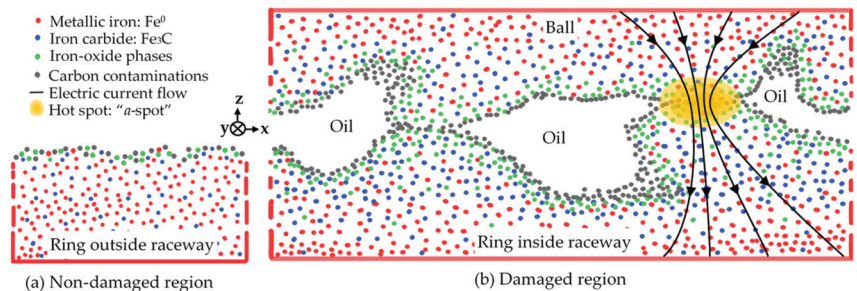 Metallic iron: Fe⁰
Iron carbide: Fe₃C
Iron-oxide phases
Carbon contaminations
Electric current flow
Hot spot: “a-spot”
z
y x
Ring outside raceway
(a) Non-damaged region
Ball
Oil
Oil
Oil
Ring inside raceway
(b) Damaged region